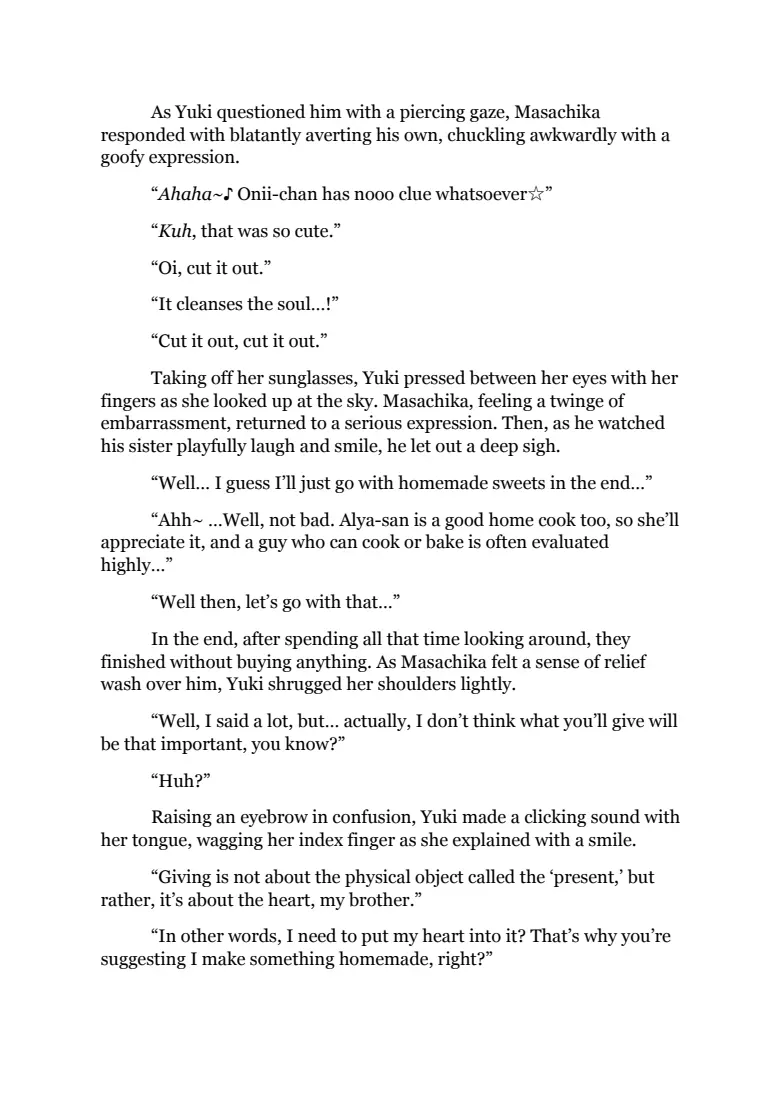 As Yuki questioned him with a piercing gaze, Masachika
responded with blatantly averting his own, chuckling awkwardly with a
goofy expression.
“Ahaha~♪ Onii-chan has nooo clue whatsoever☆”
“Kuh, that was so cute.”
“Oi, cut it out.”
“It cleanses the soul…!”
“Cut it out, cut it out.”
Taking off her sunglasses, Yuki pressed between her eyes with her
fingers as she looked up at the sky. Masachika, feeling a twinge of
embarrassment, returned to a serious expression. Then, as he watched
his sister playfully laugh and smile, he let out a deep sigh.
“Well… I guess I’ll just go with homemade sweets in the end…”
“Ahh~ …Well, not bad. Alya-san is a good home cook too, so she’ll
appreciate it, and a guy who can cook or bake is often evaluated
highly…”
“Well then, let’s go with that…”
In the end, after spending all that time looking around, they
finished without buying anything. As Masachika felt a sense of relief
wash over him, Yuki shrugged her shoulders lightly.
“Well, I said a lot, but… actually, I don’t think what you’ll give will
be that important, you know?”
“Huh?”
Raising an eyebrow in confusion, Yuki made a clicking sound with
her tongue, wagging her index finger as she explained with a smile.
“Giving is not about the physical object called the ‘present,’ but
rather, it’s about the heart, my brother.”
“In other words, I need to put my heart into it? That’s why you’re
suggesting I make something homemade, right?”